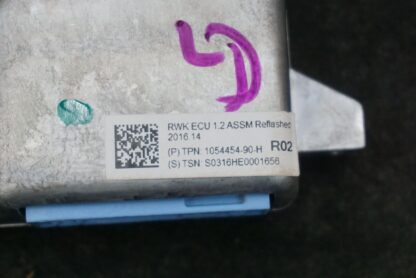 RWK ECU 1.2 ASSM Reflashed
2016.14
(P) TPN: 1054454-90-H R02
(S) TSN: S0316HE0001656